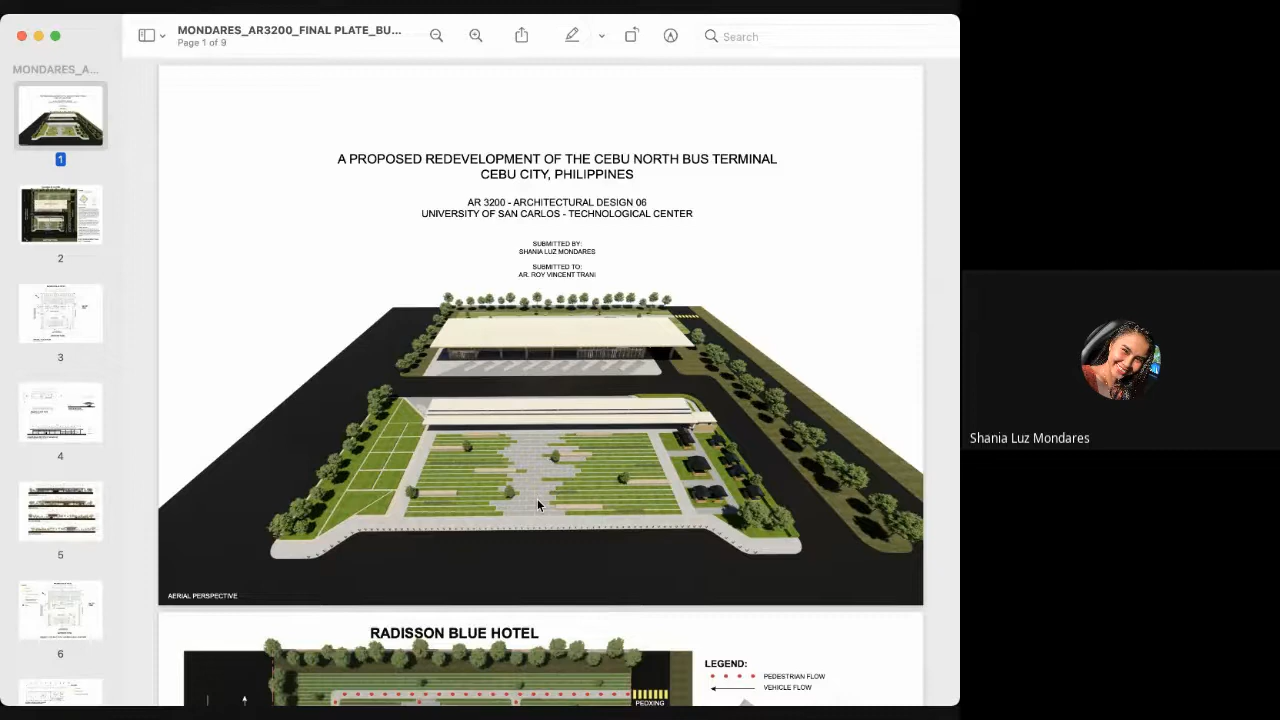 MONDARES_AR3200_FINAL PLATE_BU...
Page 1 of 9
Search
MONDARES_A...
1
2
3
4
5
6
A PROPOSED REDEVELOPMENT OF THE CEBU NORTH BUS TERMINAL
CEBU CITY, PHILIPPINES
AR 3200 - ARCHITECTURAL DESIGN 06
UNIVERSITY OF SAN CARLOS - TECHNOLOGICAL CENTER
SUBMITTED BY:
SHANIA LUZ MONDARES
SUBMITTED TO:
AR. ROY VINCENT TRANI
AERIAL PERSPECTIVE
RADISSON BLUE HOTEL
LEGEND:
PEDESTRIAN FLOW
VEHICLE FLOW
PEDXING
Shania Luz Mondares